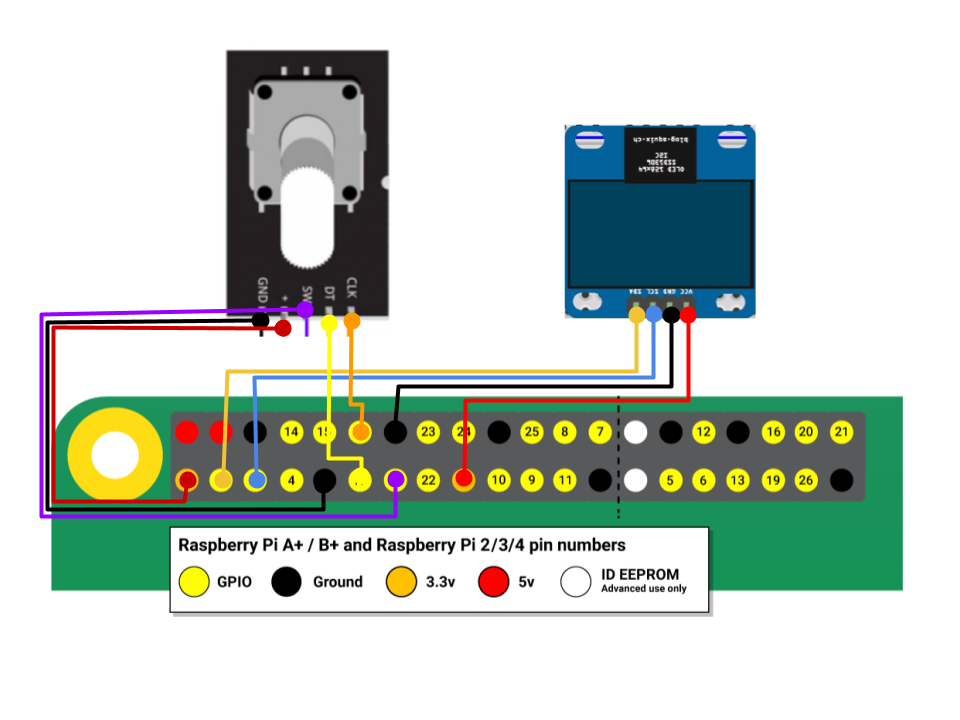 blog.squix.ch
I2C
SSD1306
OLED 128x64
GND
+
SW
DT
CLK
SDA SCL GND VCC
14 15 23 24 25 8 7 12 16 20 21
4 22 10 9 11 5 6 13 19 26
Raspberry Pi A+ / B+ and Raspberry Pi 2/3/4 pin numbers
GPIO Ground 3.3v 5v ID EEPROM
Advanced use only